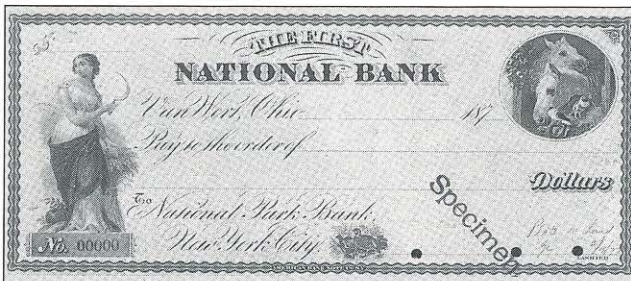 THE FIRST
NATIONAL BANK
Van Wert, Ohio 187
Pay to the order of
Dollars
To National Park Bank,
New York City.
Specimen
No. 00000
CASHIER